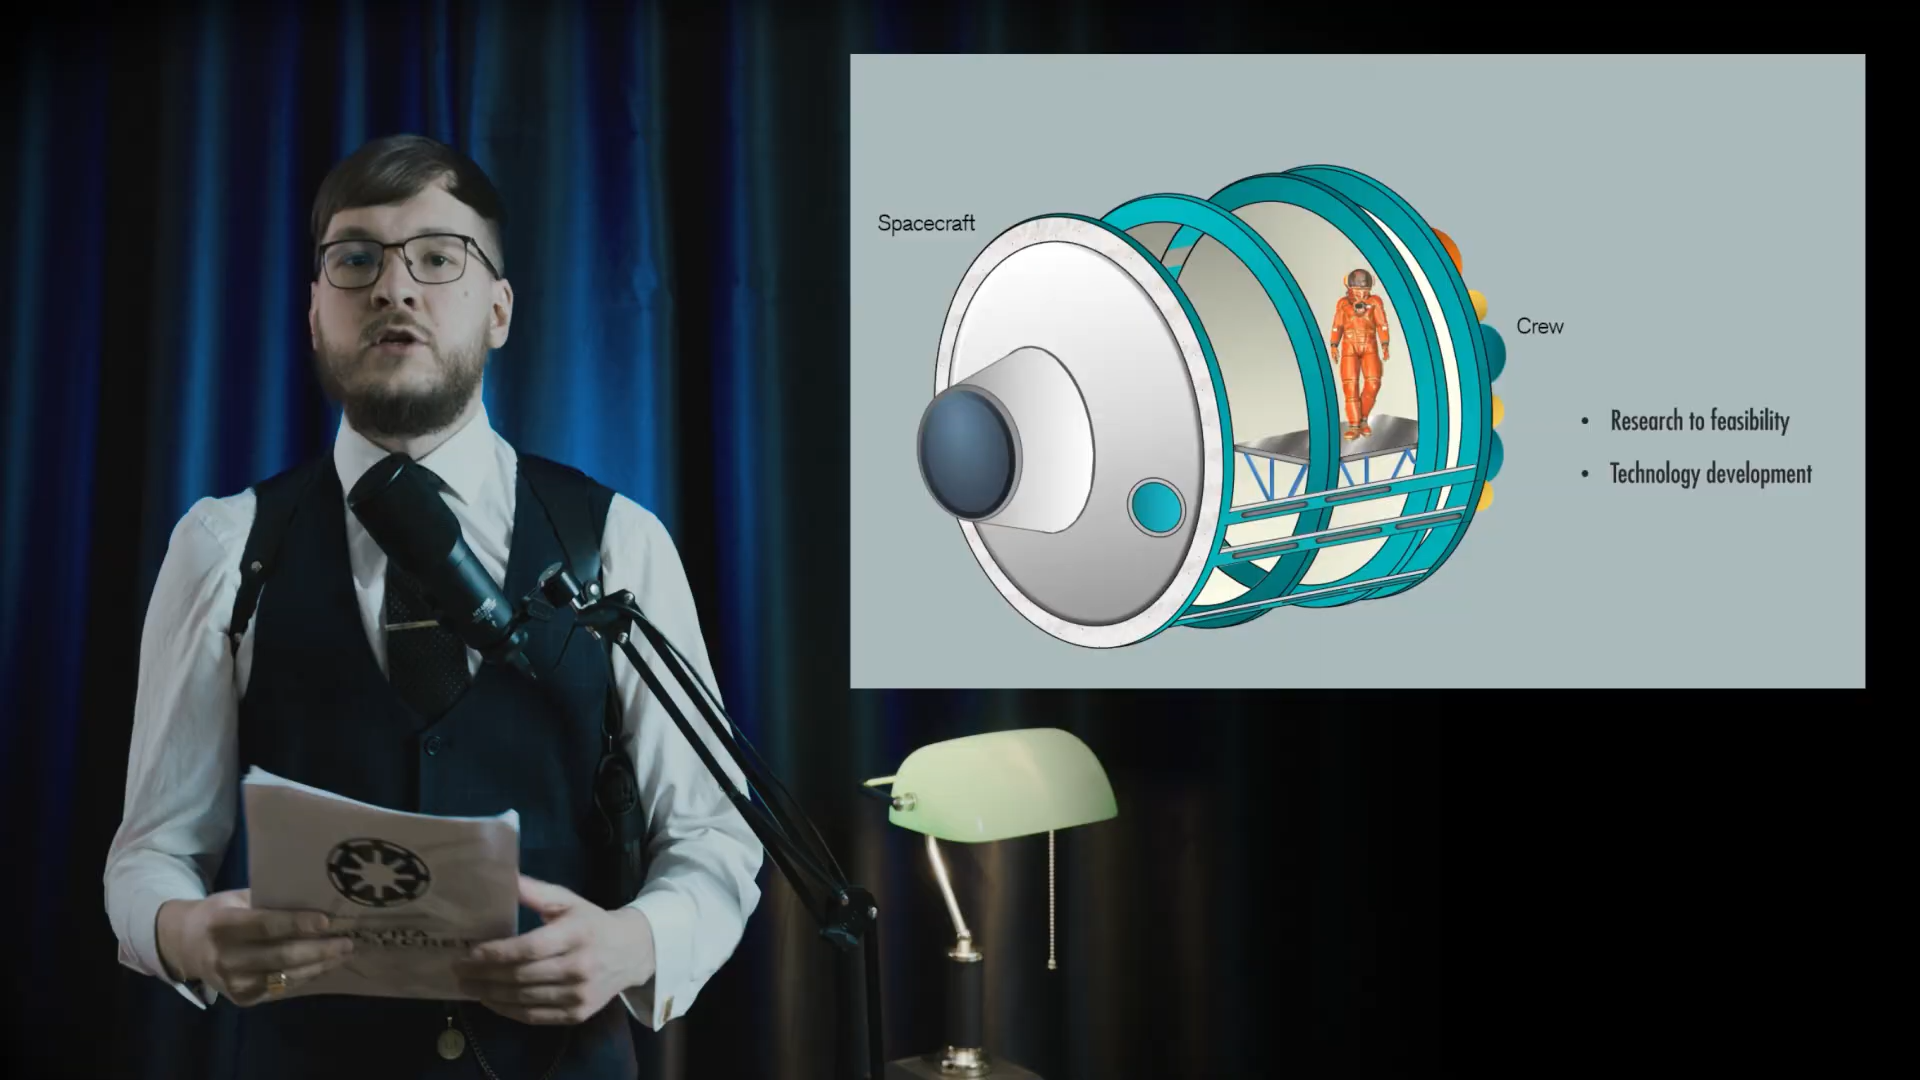 Spacecraft
Crew
• Research to feasibility
• Technology development